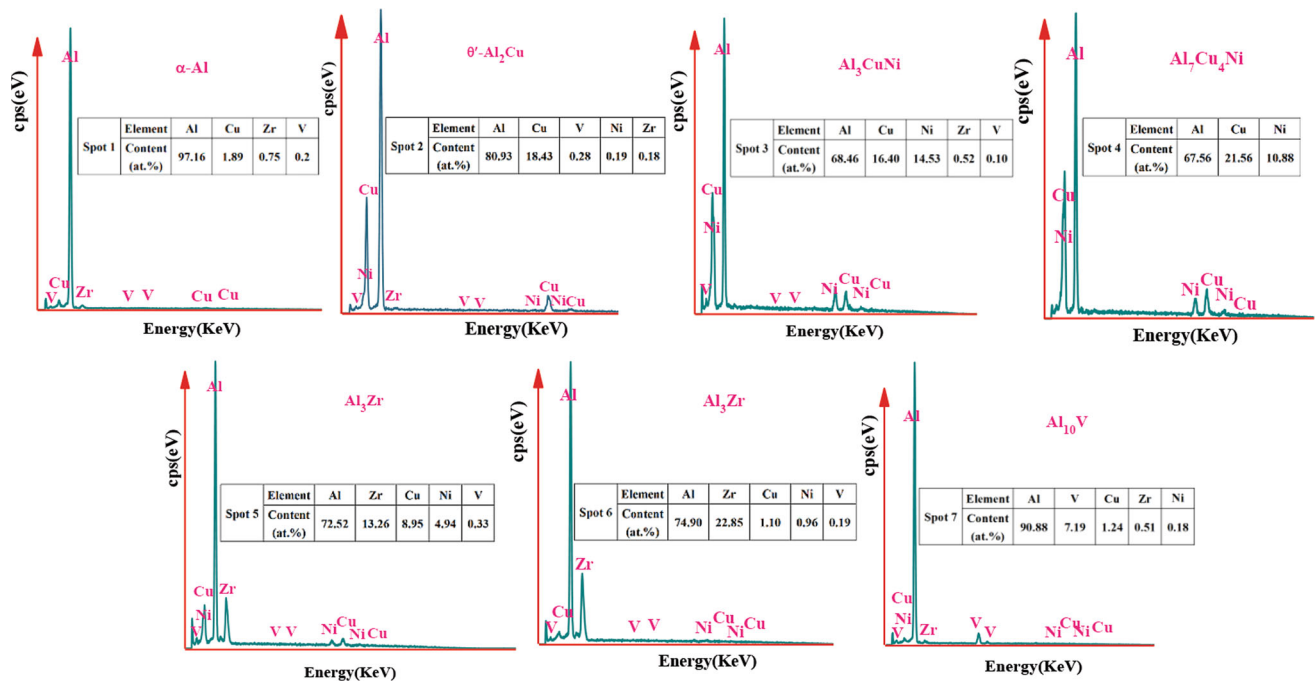 α-Al
cps(eV)
Al
Spot 1 Element Al Cu Zr V
Content (at.%) 97.16 1.89 0.75 0.2
V Cu Zr V V Cu Cu
Energy(KeV)
θ′-Al2Cu
cps(eV)
Al
Spot 2 Element Al Cu V Ni Zr
Content (at.%) 80.93 18.43 0.28 0.19 0.18
Cu
Ni
V Zr V V Ni Cu Ni Cu
Energy(KeV)
Al3CuNi
cps(eV)
Al
Spot 3 Element Al Cu Ni Zr V
Content (at.%) 68.46 16.40 14.53 0.52 0.10
Cu
Ni
V V V Ni Cu Ni Cu
Energy(KeV)
Al7Cu4Ni
cps(eV)
Al
Spot 4 Element Al Cu Ni
Content (at.%) 67.56 21.56 10.88
Cu
Ni
Ni Cu Ni Cu
Energy(KeV)
Al3Zr
cps(eV)
Al
Spot 5 Element Al Zr Cu Ni V
Content (at.%) 72.52 13.26 8.95 4.94 0.33
Cu Zr
Ni
V V V Ni Cu Ni Cu
Energy(KeV)
Al3Zr
cps(eV)
Al
Spot 6 Element Al Zr Cu Ni V
Content (at.%) 74.90 22.85 1.10 0.96 0.19
Zr
V Cu V V Ni Cu Ni Cu
Energy(KeV)
Al10V
cps(eV)
Al
Spot 7 Element Al V Cu Zr Ni
Content (at.%) 90.88 7.19 1.24 0.51 0.18
Cu
Ni
V Zr V V Ni Cu Ni Cu
Energy(KeV)